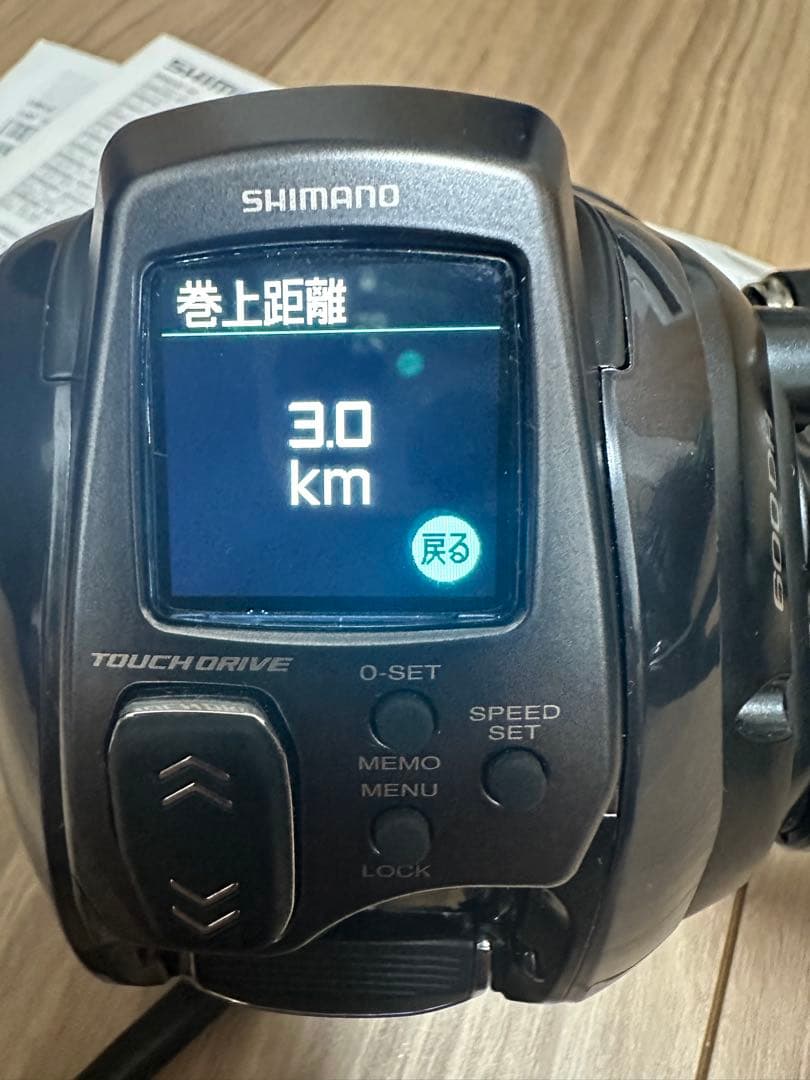 SHIMANO
巻上距離
3.0
km
戻る
TOUCH DRIVE
0-SET
SPEED
SET
MEMO
MENU
LOCK